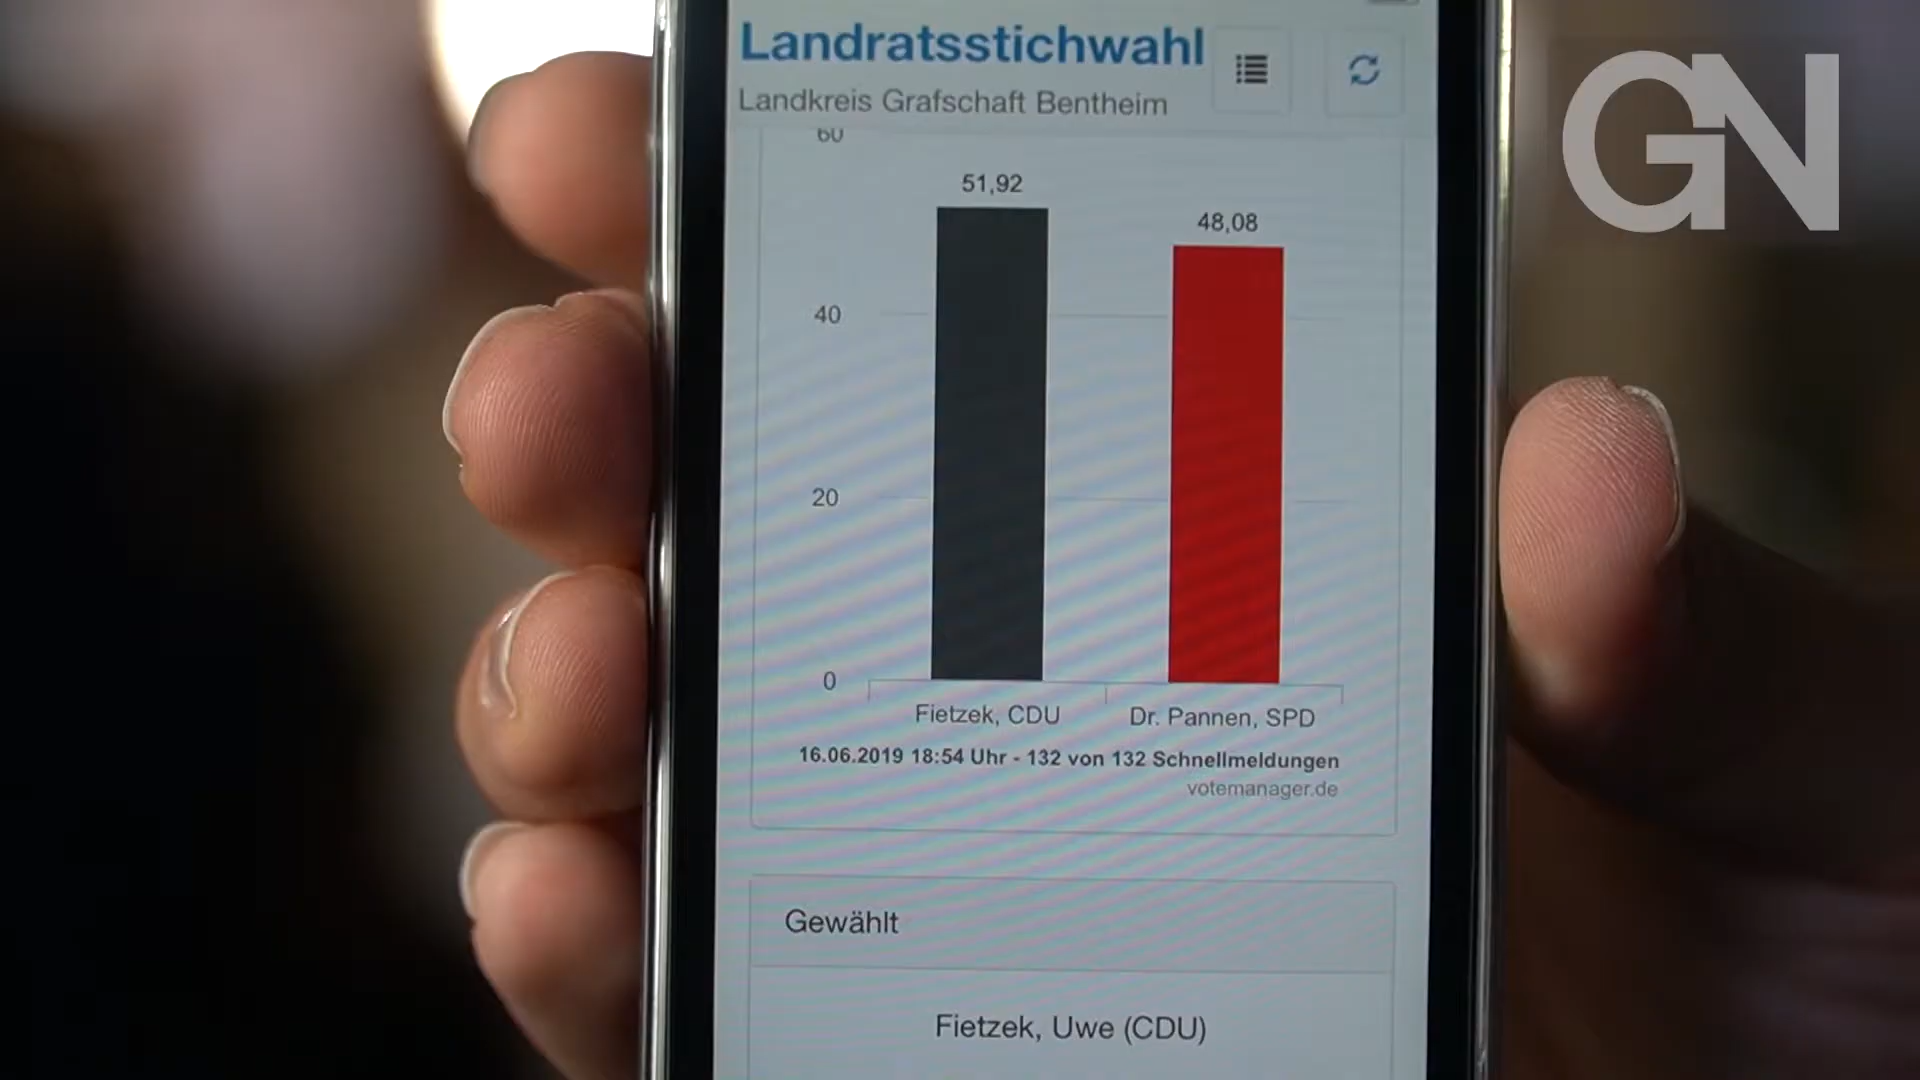 Landratsstichwahl
Landkreis Grafschaft Bentheim
GN
60
51,92
48,08
40
20
0
Fietzek, CDU
Dr. Pannen, SPD
16.06.2019 18:54 Uhr - 132 von 132 Schnellmeldungen
votemanager.de
Gewählt
Fietzek, Uwe (CDU)